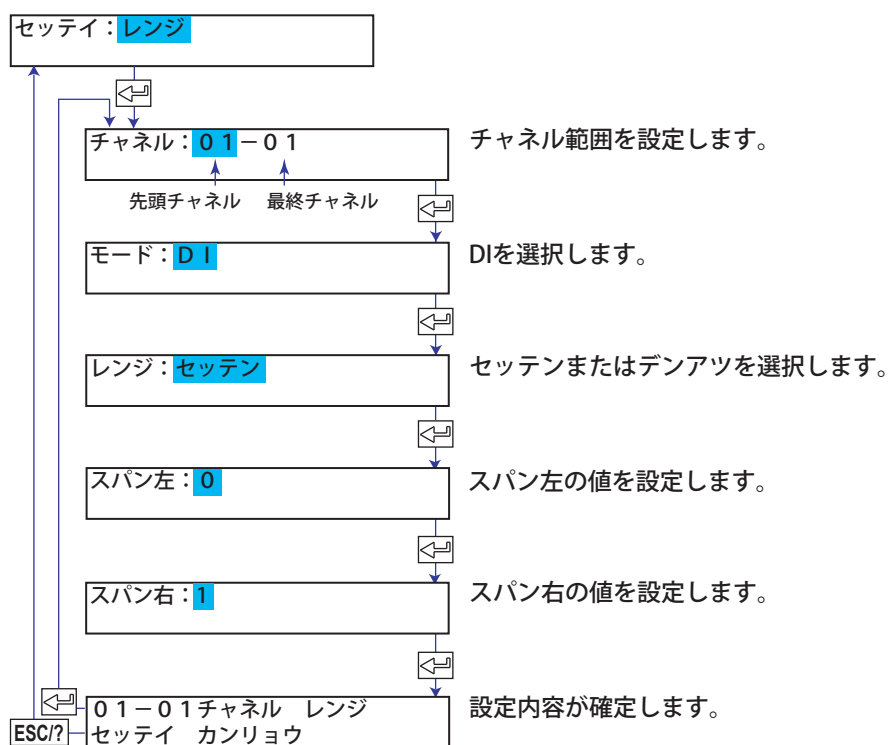 セッテイ：レンジ
チャネル：０１－０１
チャネル範囲を設定します。
先頭チャネル　最終チャネル
モード：ＤＩ
DIを選択します。
レンジ：セッテン
セッテンまたはデンアツを選択します。
スパン左：０
スパン左の値を設定します。
スパン右：1
スパン右の値を設定します。
０１－０１チャネル　レンジ
設定内容が確定します。
ESC/?
セッテイ　カンリョウ